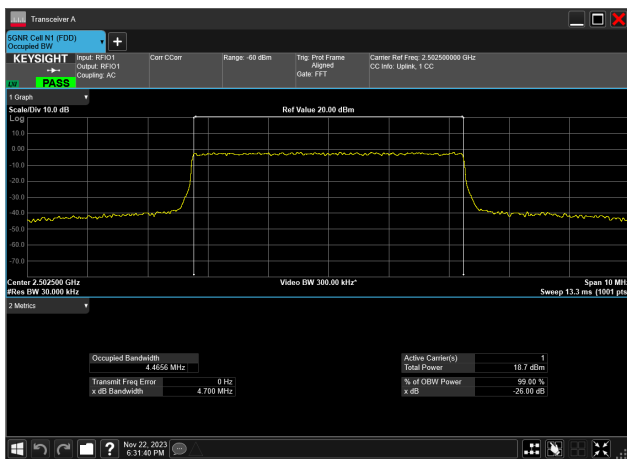 Transceiver A
5GNR Cell N1 (FDD)
Occupied BW
KEYSIGHT
LXI
PASS
Input: RFIO1
Output: RFIO1
Coupling: AC
Corr CCorr
Range: -60 dBm
Trig: Prot Frame
Aligned
Gate: FFT
Carrier Ref Freq: 2.502500000 GHz
CC Info: Uplink, 1 CC
1 Graph
Scale/Div 10.0 dB
Ref Value 20.00 dBm
Log
10.0
0.00
-10.0
-20.0
-30.0
-40.0
-50.0
-60.0
-70.0
Center 2.502500 GHz
Video BW 300.00 kHz*
Span 10 MHz
#Res BW 30.000 kHz
Sweep 13.3 ms (1001 pts
2 Metrics
Occupied Bandwidth
4.4656 MHz
Transmit Freq Error 0 Hz
x dB Bandwidth 4.700 MHz
Active Carrier(s) 1
Total Power 18.7 dBm
% of OBW Power 99.00 %
x dB -26.00 dB
Nov 22, 2023
6:31:40 PM